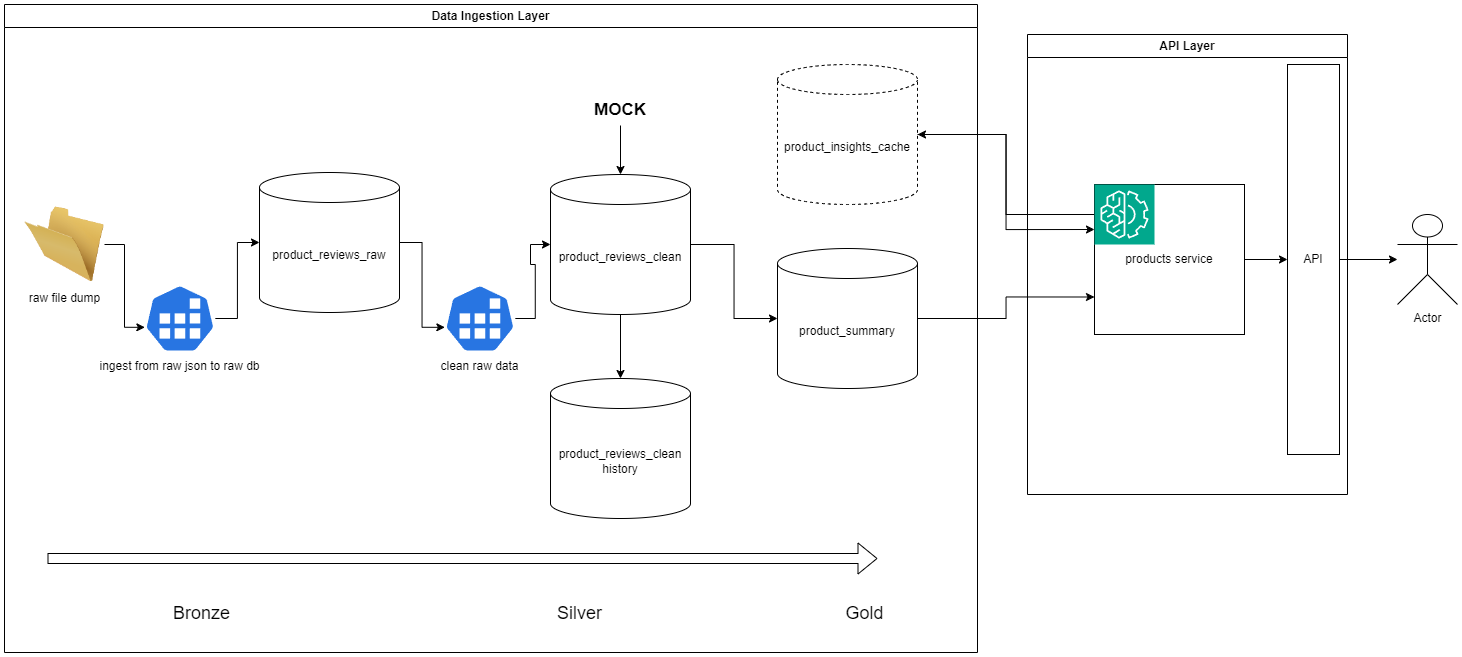 Data Ingestion Layer
API Layer
MOCK
product_insights_cache
product_reviews_raw
product_reviews_clean
products service
API
raw file dump
product_summary
Actor
ingest from raw json to raw db
clean raw data
product_reviews_clean
history
Bronze
Silver
Gold